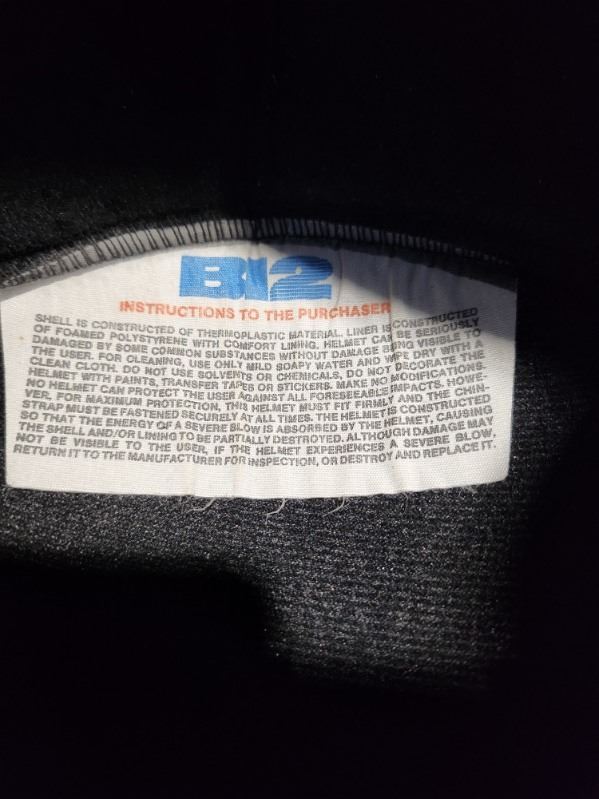 BI2
INSTRUCTIONS TO THE PURCHASER
SHELL IS CONSTRUCTED OF THERMOPLASTIC MATERIAL. LINER IS CONSTRUCTED
OF FOAMED POLYSTYRENE WITH COMFORT LINING. HELMET CAN BE SERIOUSLY
DAMAGED BY SOME COMMON SUBSTANCES WITHOUT DAMAGE BEING VISIBLE TO
THE USER. FOR CLEANING, USE ONLY MILD SOAPY WATER AND WIPE DRY WITH A
CLEAN CLOTH. DO NOT USE SOLVENTS OR CHEMICALS, DO NOT DECORATE THE
HELMET WITH PAINTS, TRANSFER TAPES OR STICKERS. MAKE NO MODIFICATIONS.
NO HELMET CAN PROTECT THE USER AGAINST ALL FORESEEABLE IMPACTS. HOWE-
VER. FOR MAXIMUM PROTECTION, THIS HELMET MUST FIT FIRMLY AND THE CHIN-
STRAP MUST BE FASTENED SECURELY AT ALL TIMES. THE HELMET IS CONSTRUCTED
SO THAT THE ENERGY OF A SEVERE BLOW IS ABSORBED BY THE HELMET, CAUSING
THE SHELL AND/OR LINING TO BE PARTIALLY DESTROYED. ALTHOUGH DAMAGE MAY
NOT BE VISIBLE TO THE USER, IF THE HELMET EXPERIENCES A SEVERE BLOW,
RETURN IT TO THE MANUFACTURER FOR INSPECTION, OR DESTROY AND REPLACE IT.